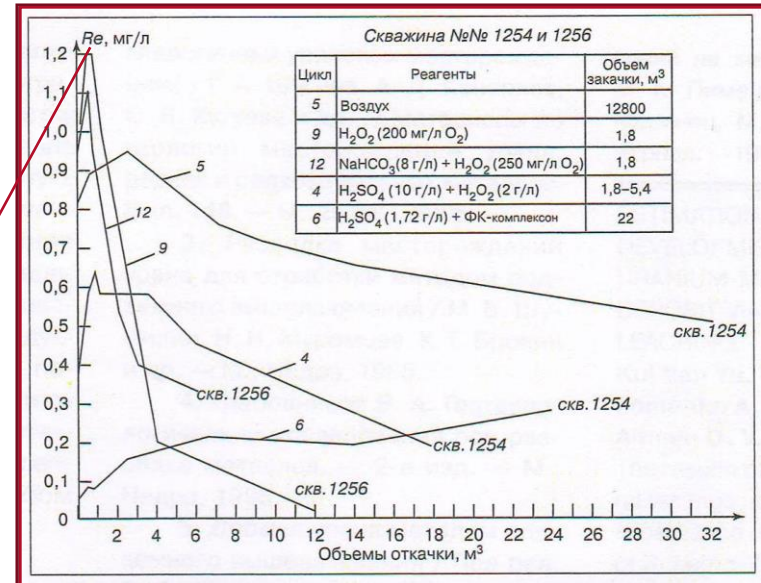 Re, мг/л
Скважина №№ 1254 и 1256
Цикл Реагенты Объем закачки, м³
5 Воздух 12800
9 H₂O₂ (200 мг/л O₂) 1,8
12 NaHCO₃(8 г/л) + H₂O₂ (250 мг/л O₂) 1,8
4 H₂SO₄ (10 г/л) + H₂O₂ (2 г/л) 1,8–5,4
6 H₂SO₄ (1,72 г/л) + ФК-комплексон 22
1,2
1,1
1,0
0,9
0,8
0,7
0,6
0,5
0,4
0,3
0,2
0,1
0
5
12
9
4
6
скв.1254
скв.1256
скв.1254
скв.1254
скв.1256
2 4 6 8 10 12 14 16 18 20 22 24 26 28 30 32
Объемы откачки, м³